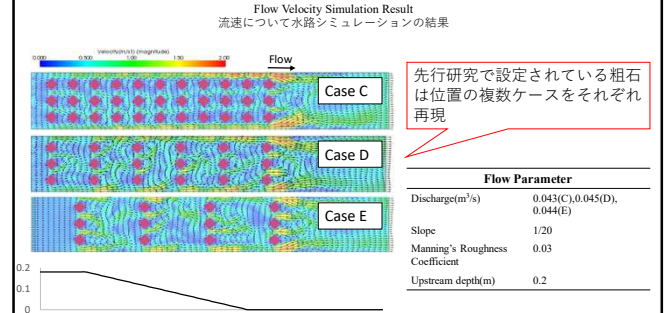 Flow Velocity Simulation Result
流速について水路シミュレーションの結果
Velocity(m/s) (magnitude)
0.000 0.500 1.00 1.50 2.00
Flow
Case C
Case D
Case E
0.2
0.1
0
先行研究で設定されている粗石
は位置の複数ケースをそれぞれ
再現
Flow Parameter
Discharge(m³/s) 0.043(C),0.045(D),
0.044(E)
Slope 1/20
Manning's Roughness
Coefficient 0.03
Upstream depth(m) 0.2